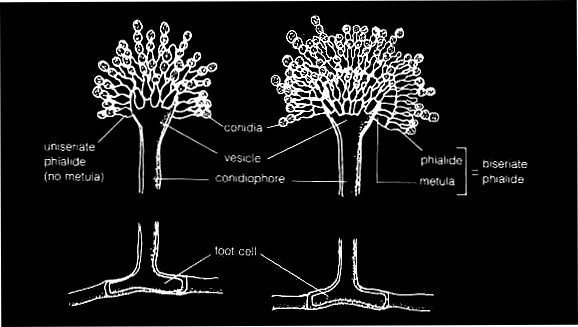 uniseriate
phialide
(no metula)
conidia
vesicle
conidiophore
phialide
metula
= biseriate
phialide
foot cell